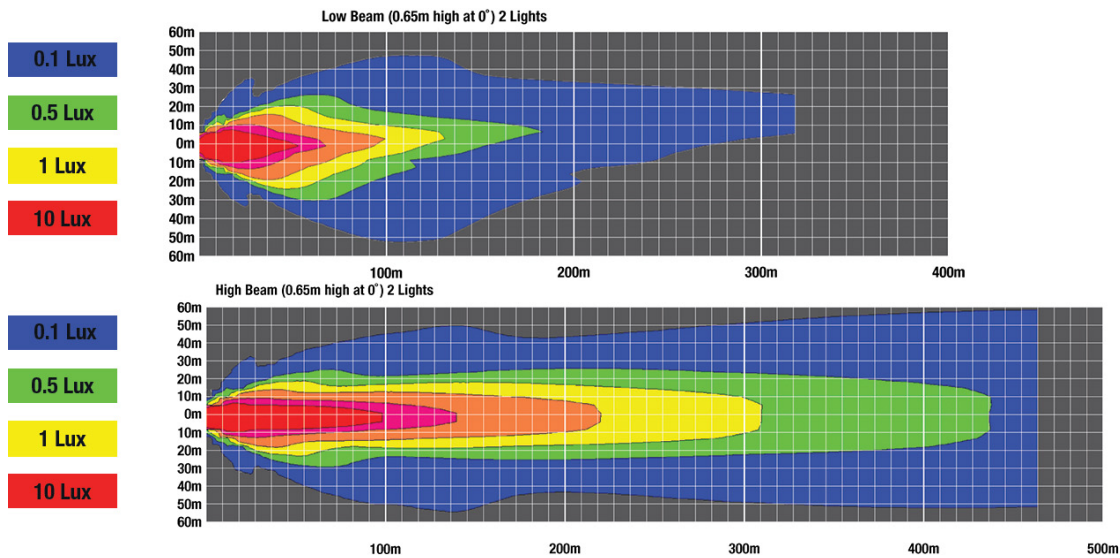 Low Beam (0.65m high at 0˚) 2 Lights
0.1 Lux
0.5 Lux
1 Lux
10 Lux
60m
50m
40m
30m
20m
10m
0m
10m
20m
30m
40m
50m
60m
100m
200m
300m
400m
High Beam (0.65m high at 0˚) 2 Lights
0.1 Lux
0.5 Lux
1 Lux
10 Lux
60m
50m
40m
30m
20m
10m
0m
10m
20m
30m
40m
50m
60m
100m
200m
300m
400m
500m